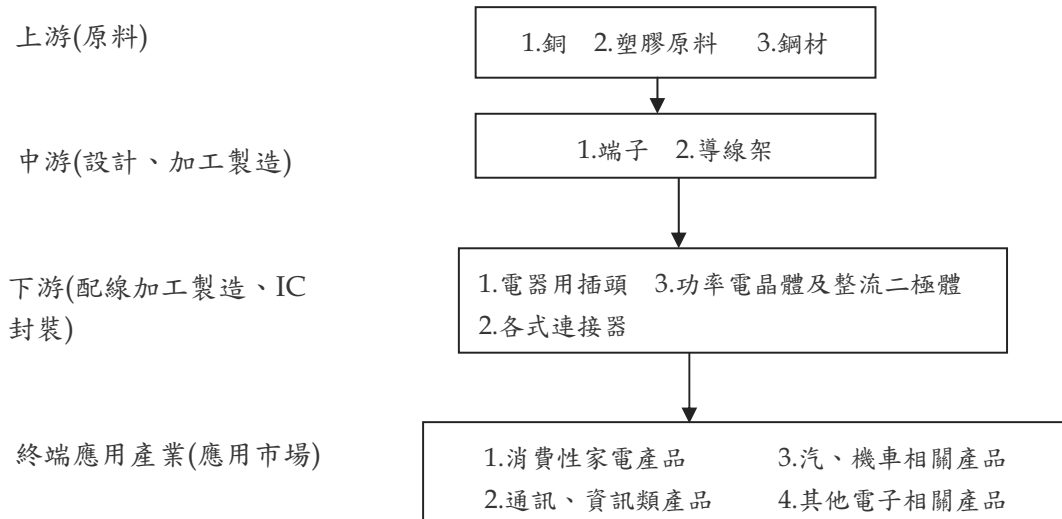 上游(原料)
1.銅 2.塑膠原料 3.鋼材
中游(設計、加工製造)
1.端子 2.導線架
下游(配線加工製造、IC
封裝)
1.電器用插頭 3.功率電晶體及整流二極體
2.各式連接器
終端應用產業(應用市場)
1.消費性家電產品 3.汽、機車相關產品
2.通訊、資訊類產品 4.其他電子相關產品